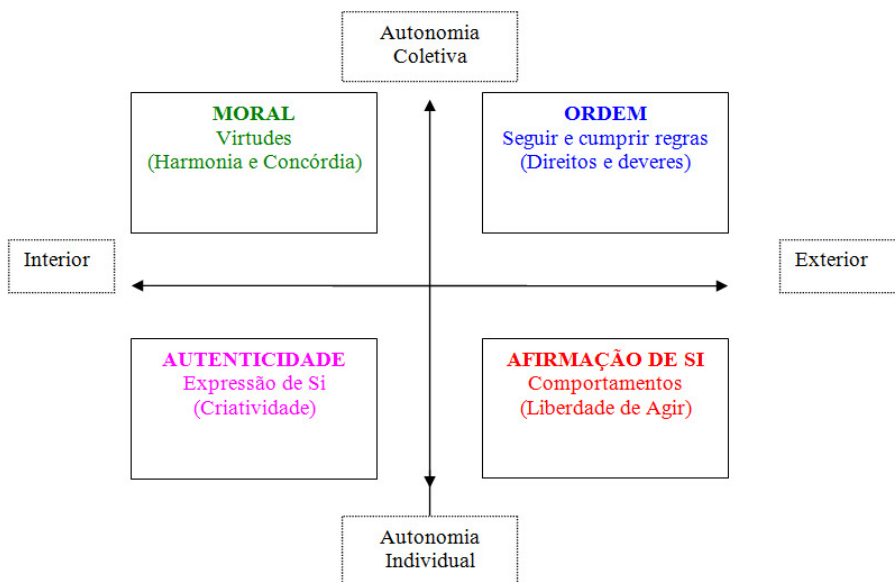 Autonomia
Coletiva
MORAL
Virtudes
(Harmonia e Concórdia)
ORDEM
Seguir e cumprir regras
(Direitos e deveres)
Interior
Exterior
AUTENTICIDADE
Expressão de Si
(Criatividade)
AFIRMAÇÃO DE SI
Comportamentos
(Liberdade de Agir)
Autonomia
Individual